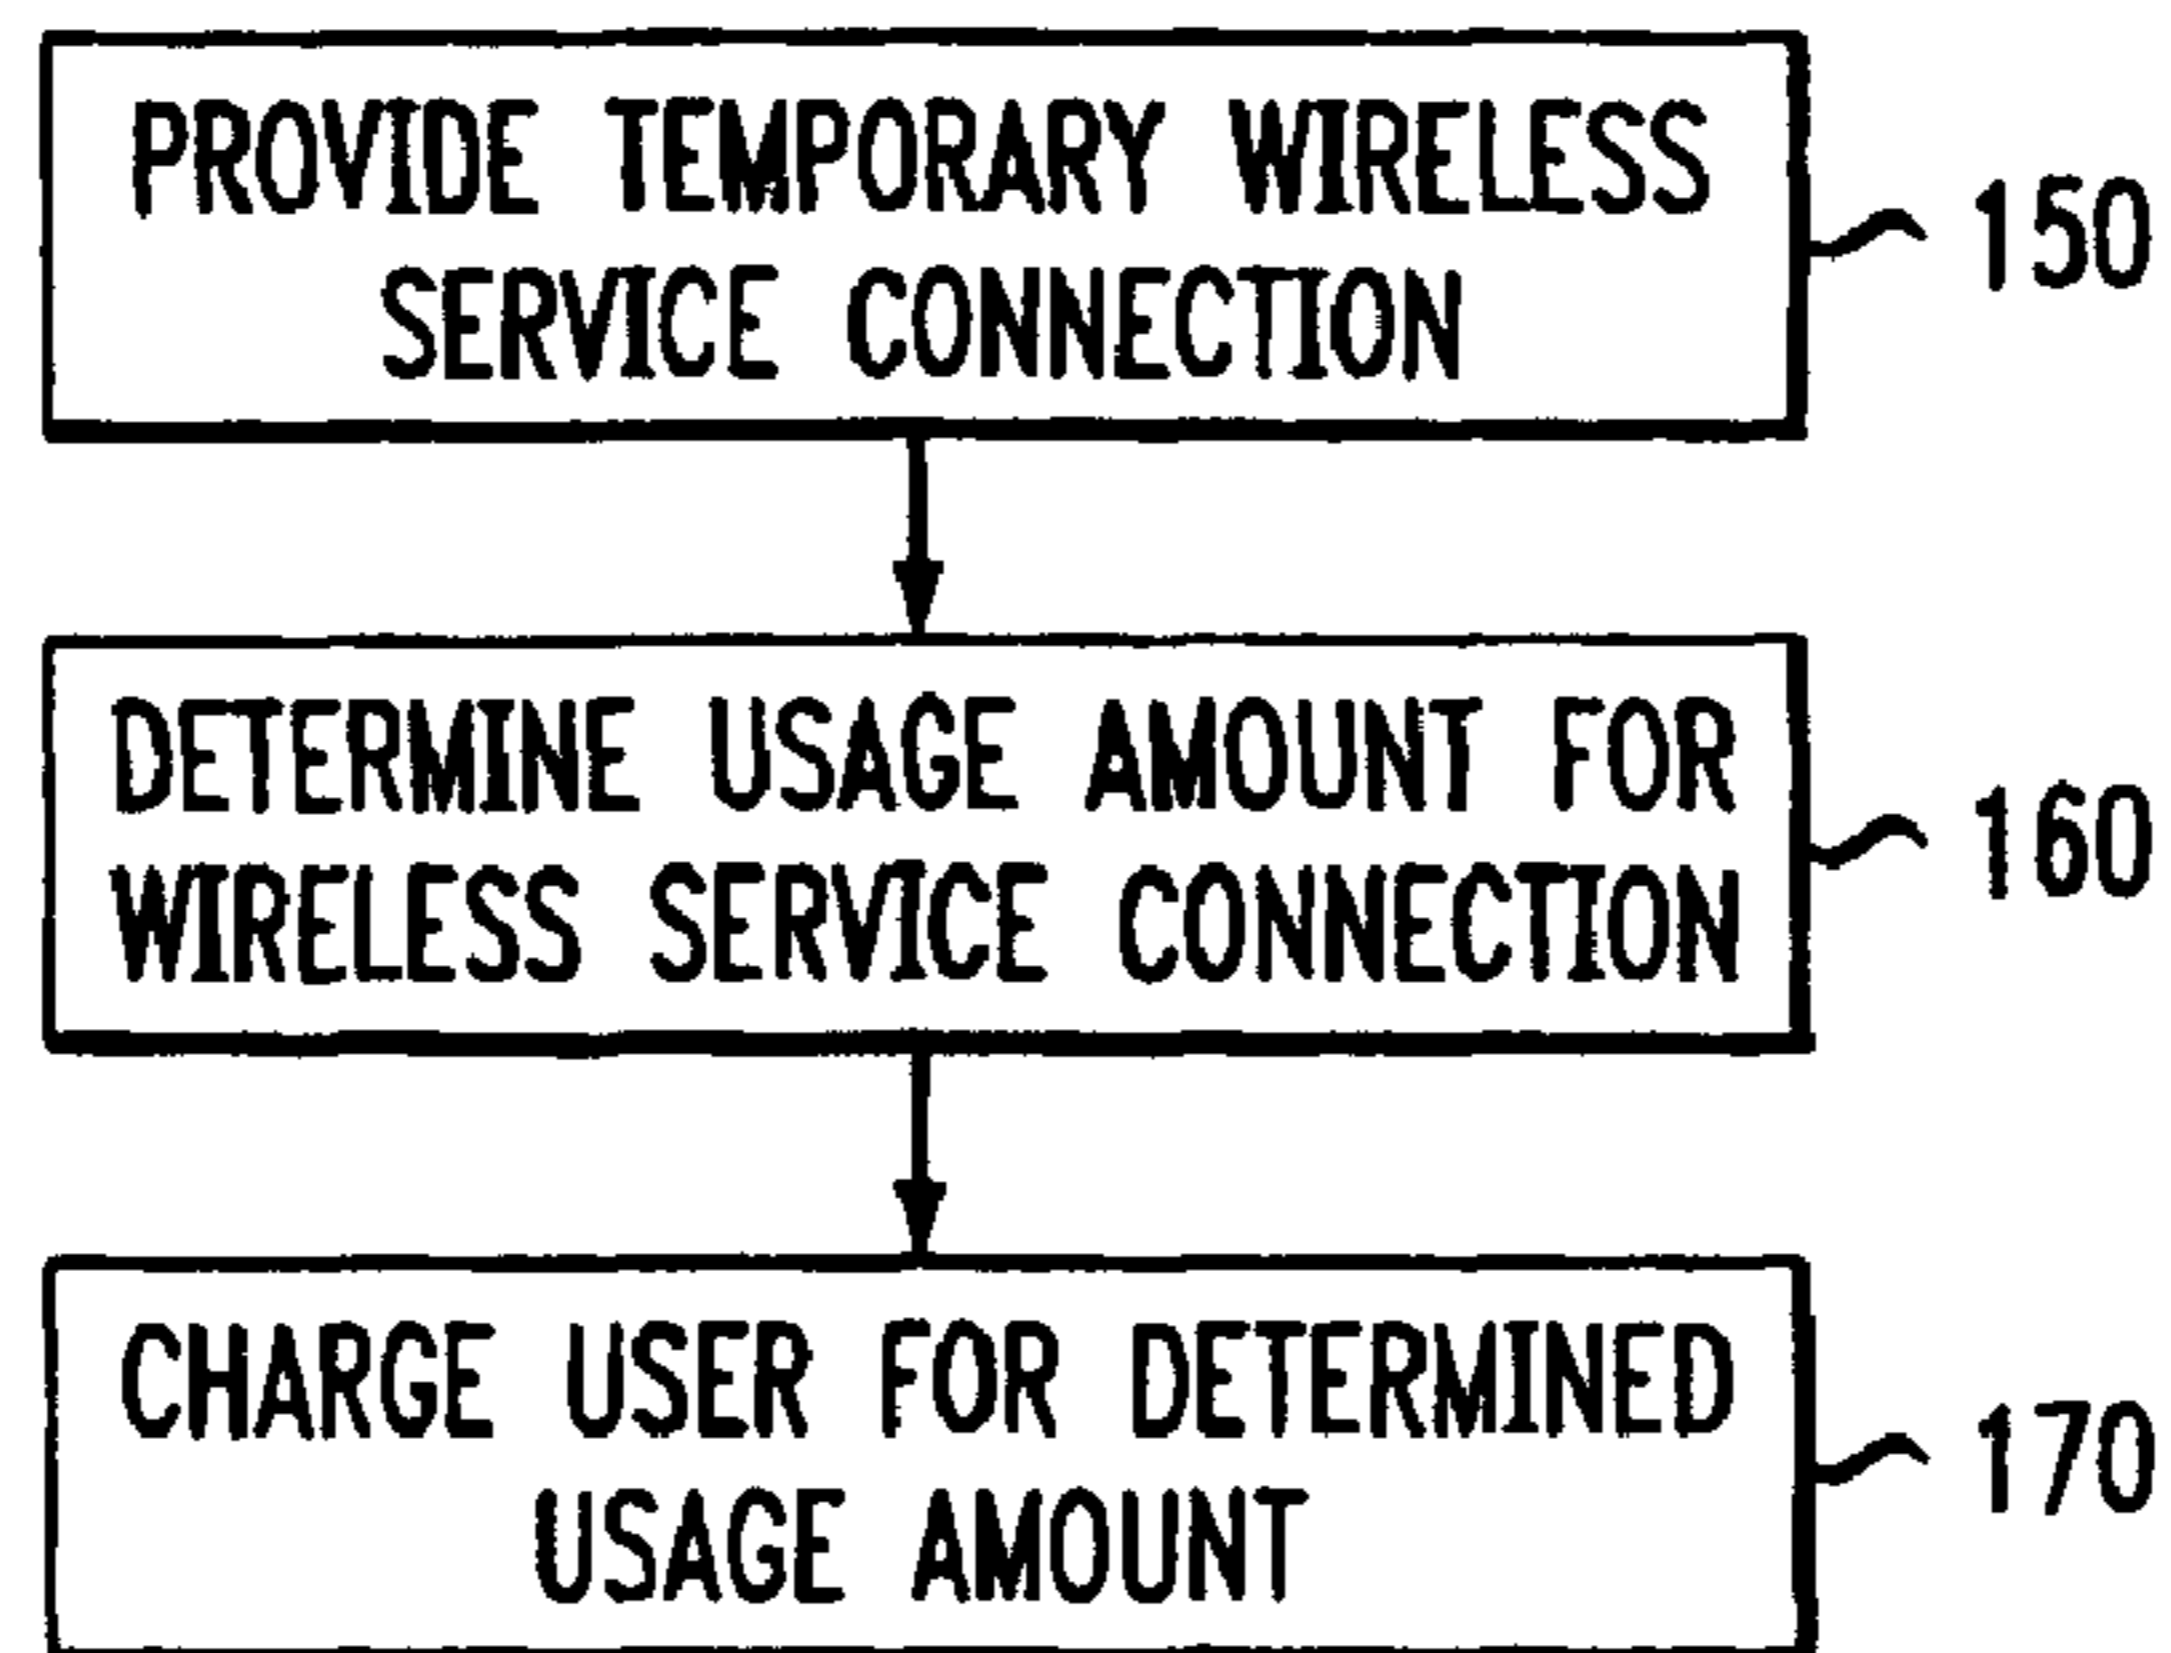 PROVIDE TEMPORARY WIRELESS
SERVICE CONNECTION
150
DETERMINE USAGE AMOUNT FOR
WIRELESS SERVICE CONNECTION
160
CHARGE USER FOR DETERMINED
USAGE AMOUNT
170